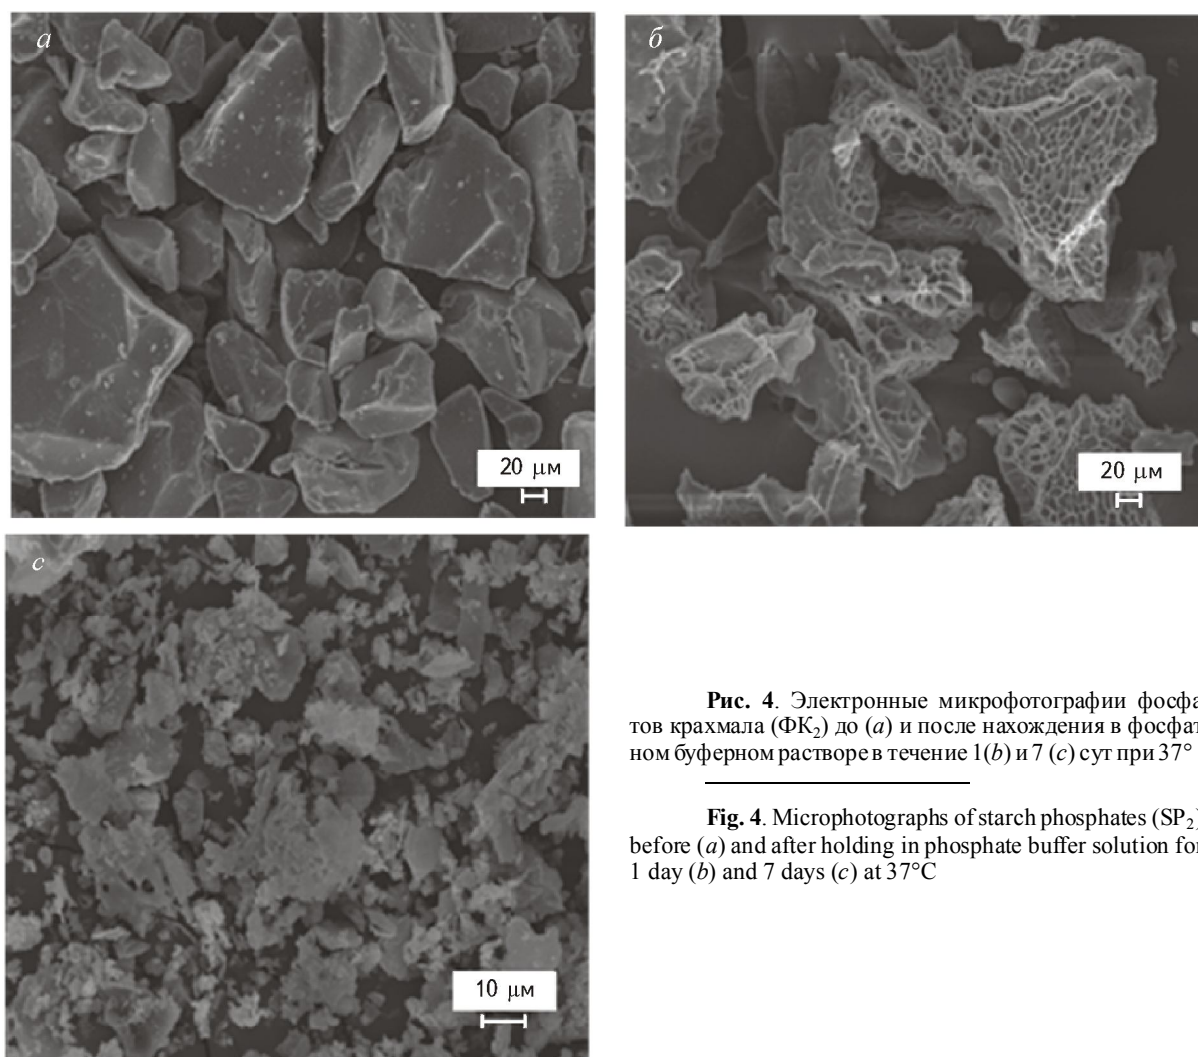 а
б
20 μм
20 μм
с
10 μм
Рис. 4. Электронные микрофотографии фосфа
тов крахмала (ФК₂) до (а) и после нахождения в фосфат
ном буферном растворе в течение 1(b) и 7 (c) сут при 37°
Fig. 4. Microphotographs of starch phosphates (SP₂)
before (a) and after holding in phosphate buffer solution for
1 day (b) and 7 days (c) at 37°C